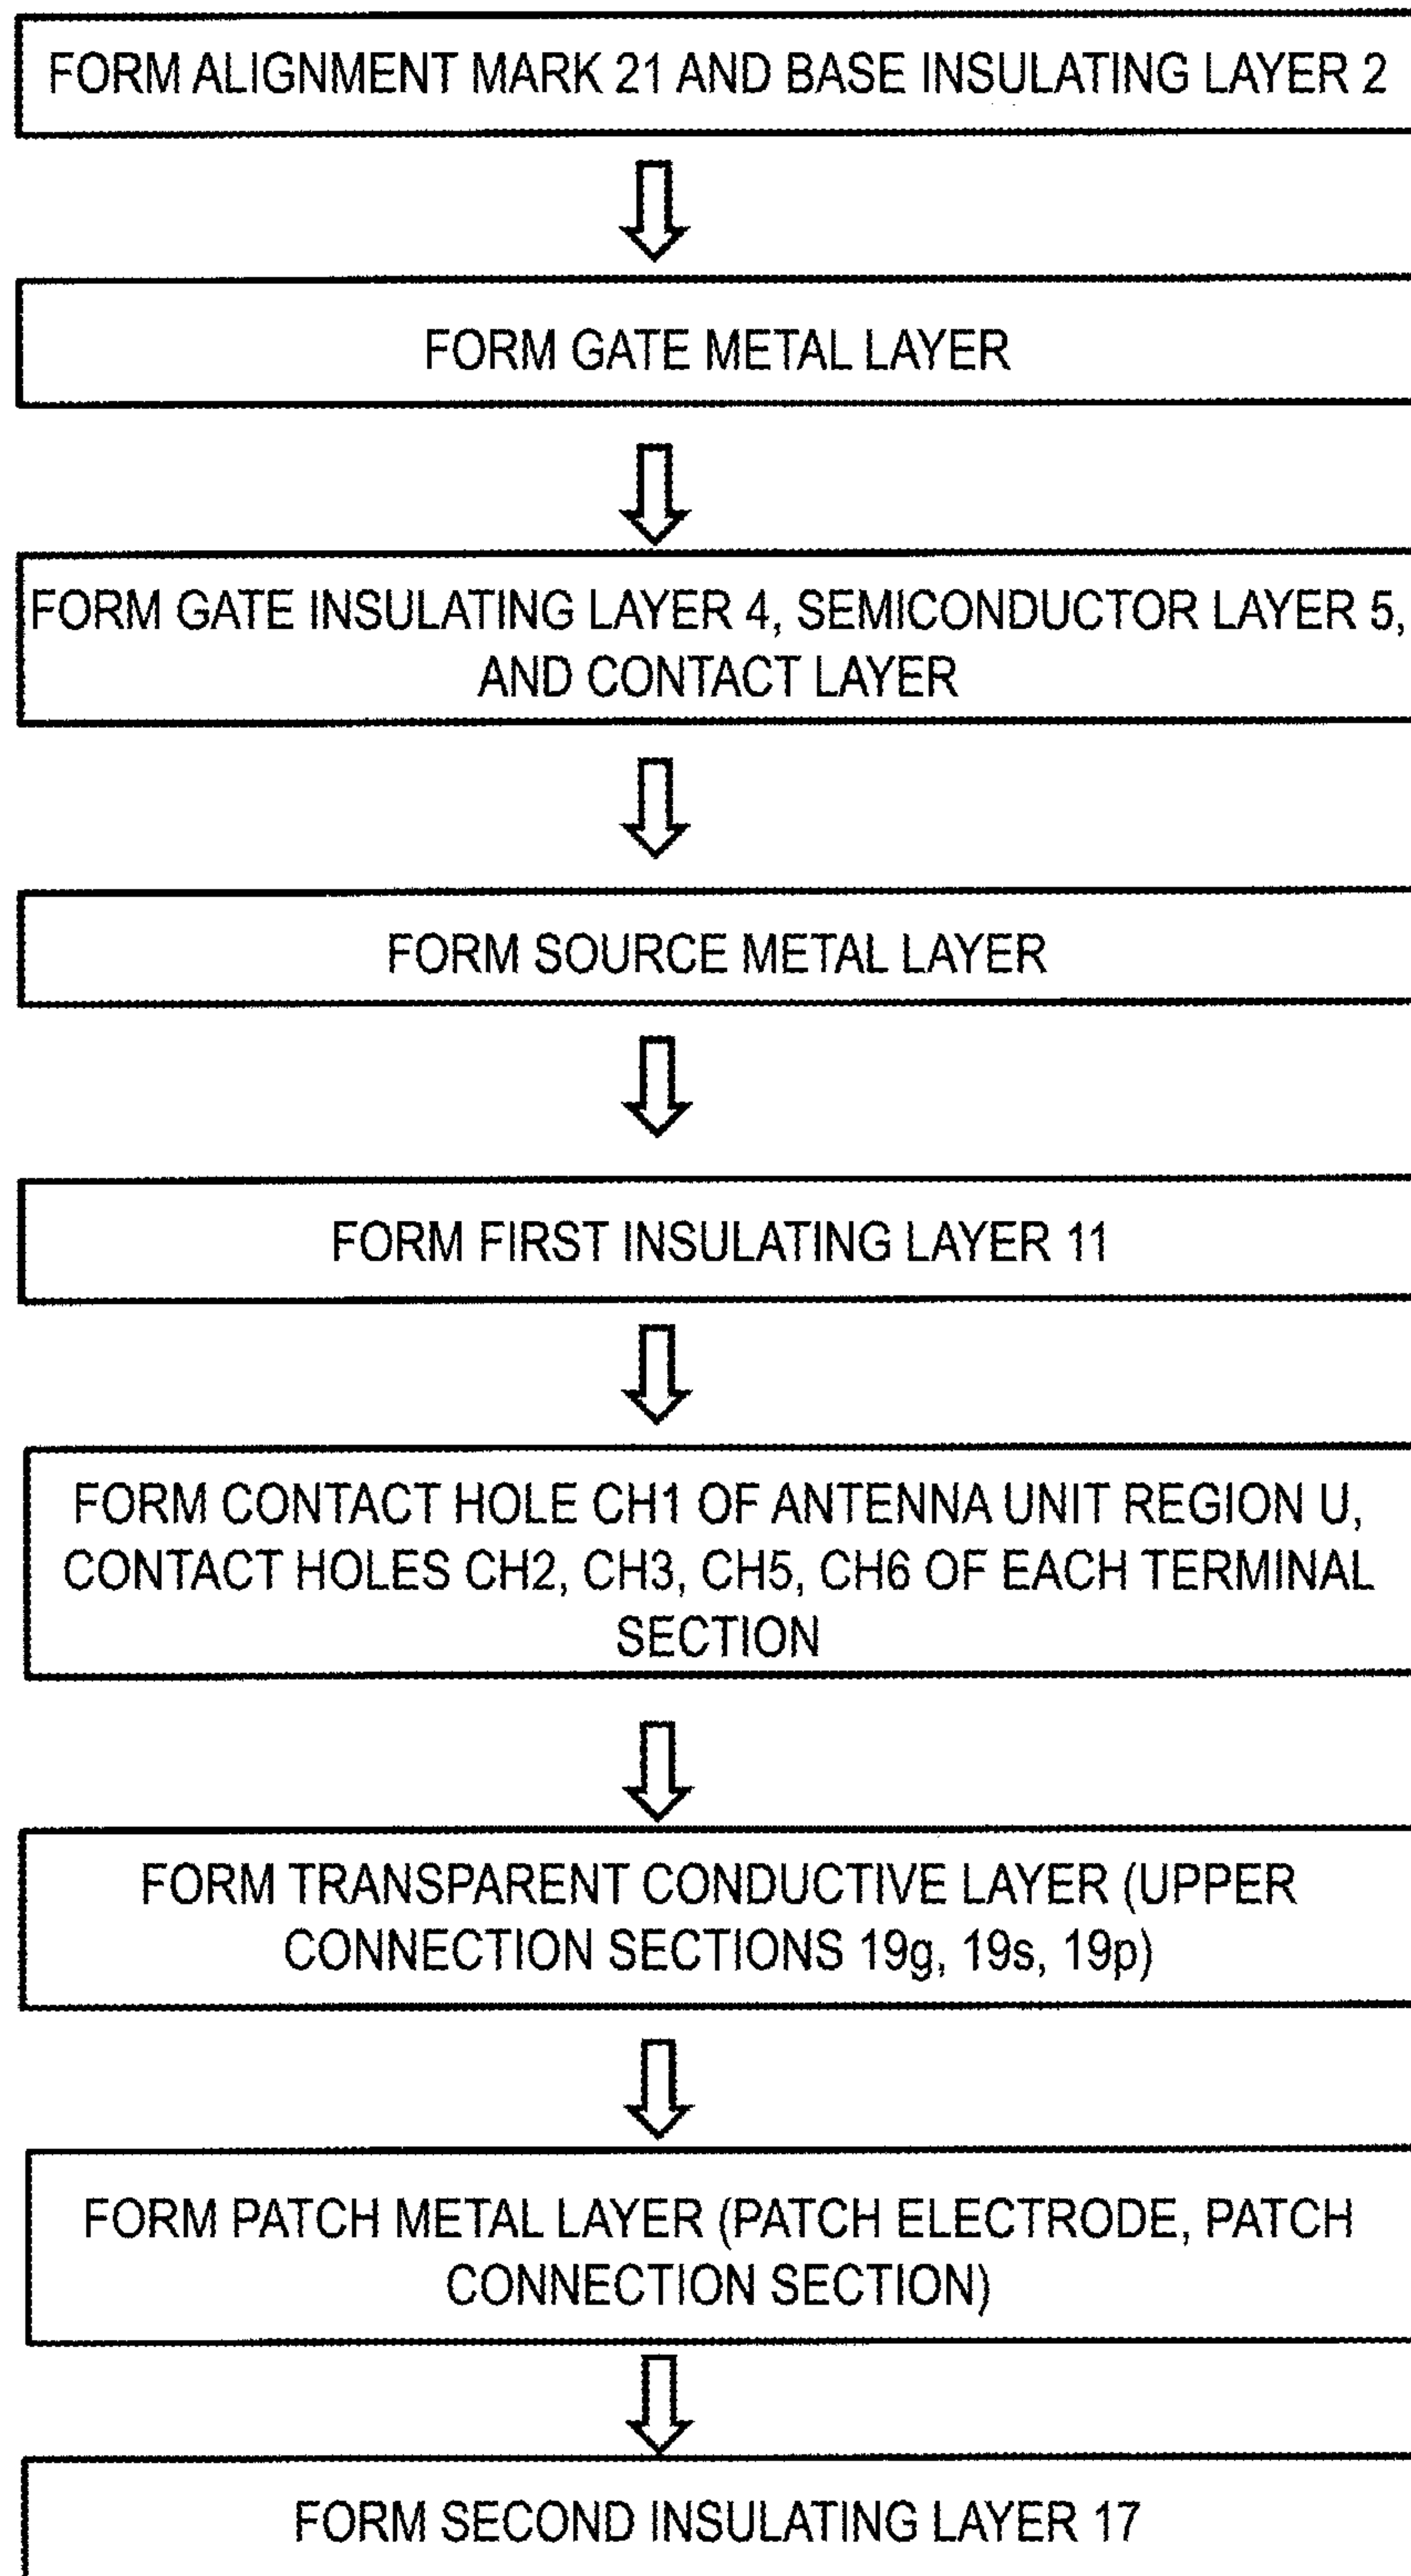 FORM ALIGNMENT MARK 21 AND BASE INSULATING LAYER 2
FORM GATE METAL LAYER
FORM GATE INSULATING LAYER 4, SEMICONDUCTOR LAYER 5,
AND CONTACT LAYER
FORM SOURCE METAL LAYER
FORM FIRST INSULATING LAYER 11
FORM CONTACT HOLE CH1 OF ANTENNA UNIT REGION U,
CONTACT HOLES CH2, CH3, CH5, CH6 OF EACH TERMINAL
SECTION
FORM TRANSPARENT CONDUCTIVE LAYER (UPPER
CONNECTION SECTIONS 19g, 19s, 19p)
FORM PATCH METAL LAYER (PATCH ELECTRODE, PATCH
CONNECTION SECTION)
FORM SECOND INSULATING LAYER 17